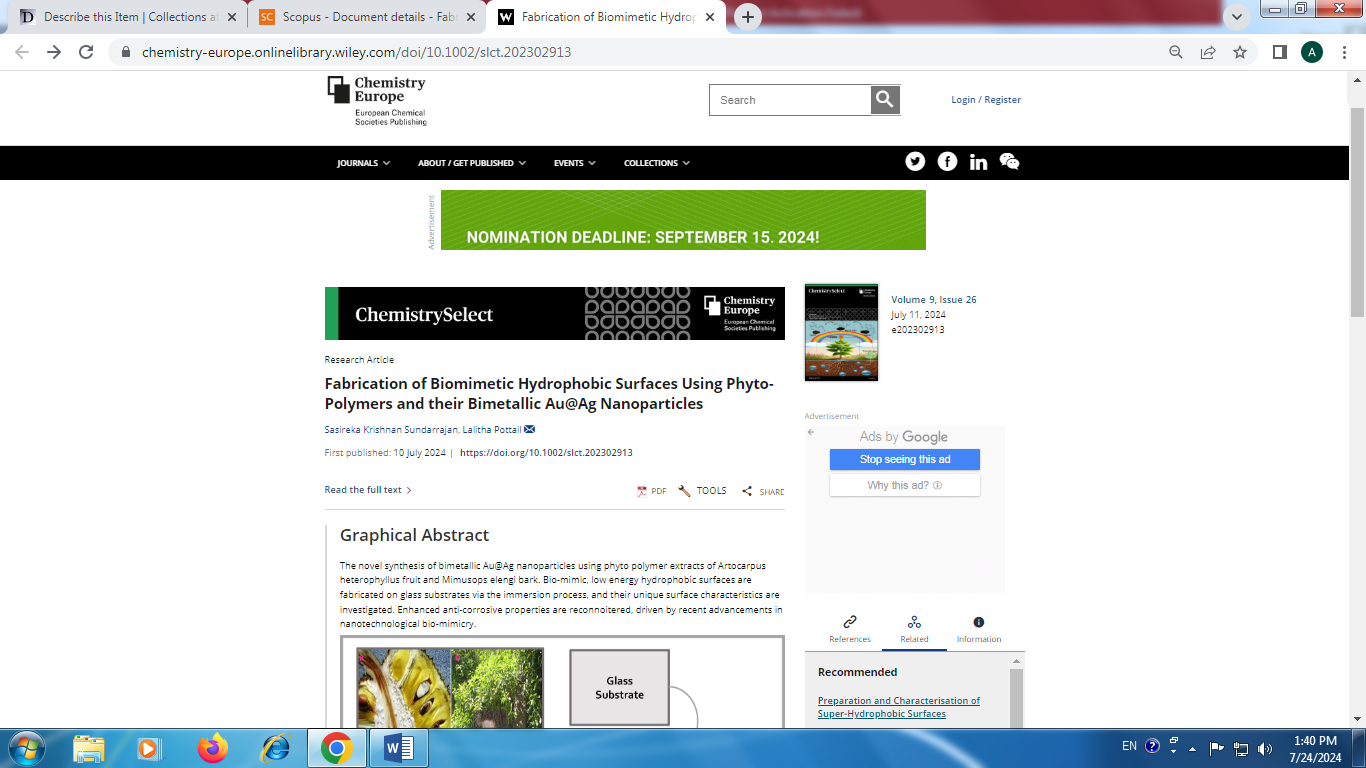 Describe this Item | Collections at
Scopus - Document details - Fab
Fabrication of Biomimetic Hydrop
chemistry-europe.onlinelibrary.wiley.com/doi/10.1002/slct.202302913
A
Chemistry
Europe
European Chemical
Societies Publishing
Search
Login / Register
JOURNALS
ABOUT / GET PUBLISHED
EVENTS
COLLECTIONS
Advertisement
NOMINATION DEADLINE: SEPTEMBER 15. 2024!
ChemistrySelect
Chemistry
Europe
European Chemical
Societies Publishing
Research Article
Fabrication of Biomimetic Hydrophobic Surfaces Using Phyto-
Polymers and their Bimetallic Au@Ag Nanoparticles
Sasireka Krishnan Sundarrajan, Lalitha Pottail
First published: 10 July 2024 | https://doi.org/10.1002/slct.202302913
Read the full text
PDF
TOOLS
SHARE
Graphical Abstract
The novel synthesis of bimetallic Au@Ag nanoparticles using phyto polymer extracts of Artocarpus
heterophyllus fruit and Mimusops elengi bark. Bio-mimic, low energy hydrophobic surfaces are
fabricated on glass substrates via the immersion process, and their unique surface characteristics are
investigated. Enhanced anti-corrosive properties are reconnoitered, driven by recent advancements in
nanotechnological bio-mimicry.
Glass
Substrate
ChemistrySelect
Volume 9, Issue 26
July 11, 2024
e202302913
Advertisement
Ads by Google
Stop seeing this ad
Why this ad?
References
Related
Information
Recommended
Preparation and Characterisation of
Super-Hydrophobic Surfaces
EN
1:40 PM
7/24/2024